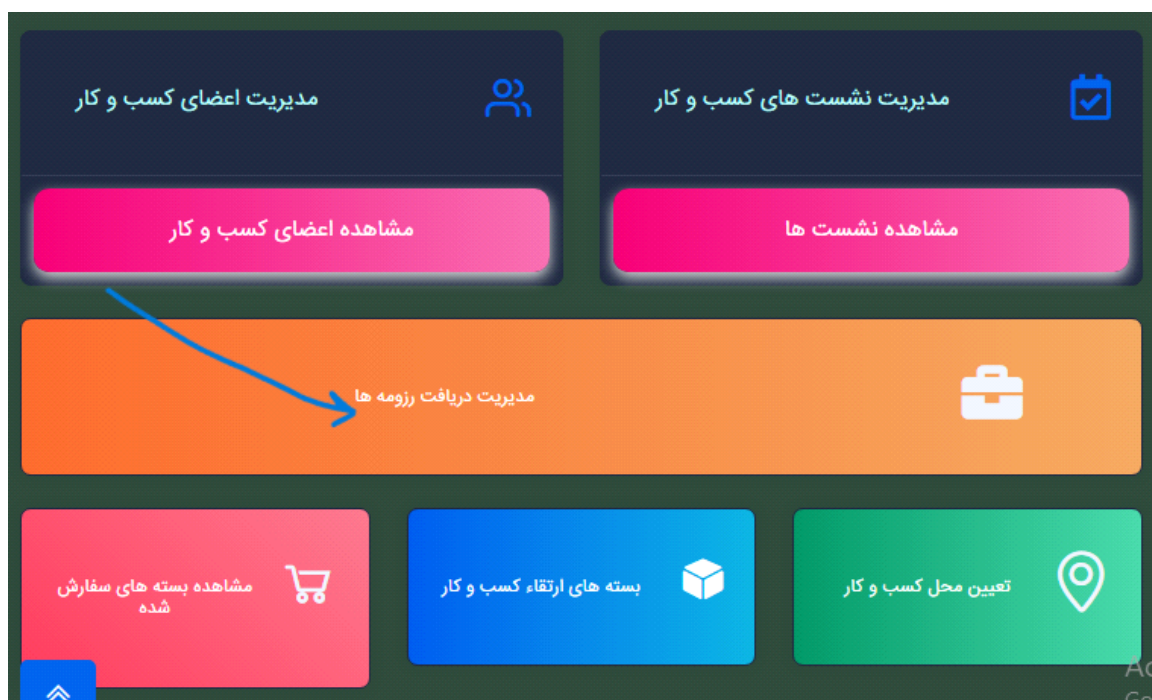 مدیریت نشست های کسب و کار
مشاهده نشست ها
مدیریت اعضای کسب و کار
مشاهده اعضای کسب و کار
مدیریت دریافت رزومه ها
تعیین محل کسب و کار
بسته های ارتقاء کسب و کار
مشاهده بسته های سفارش
شده